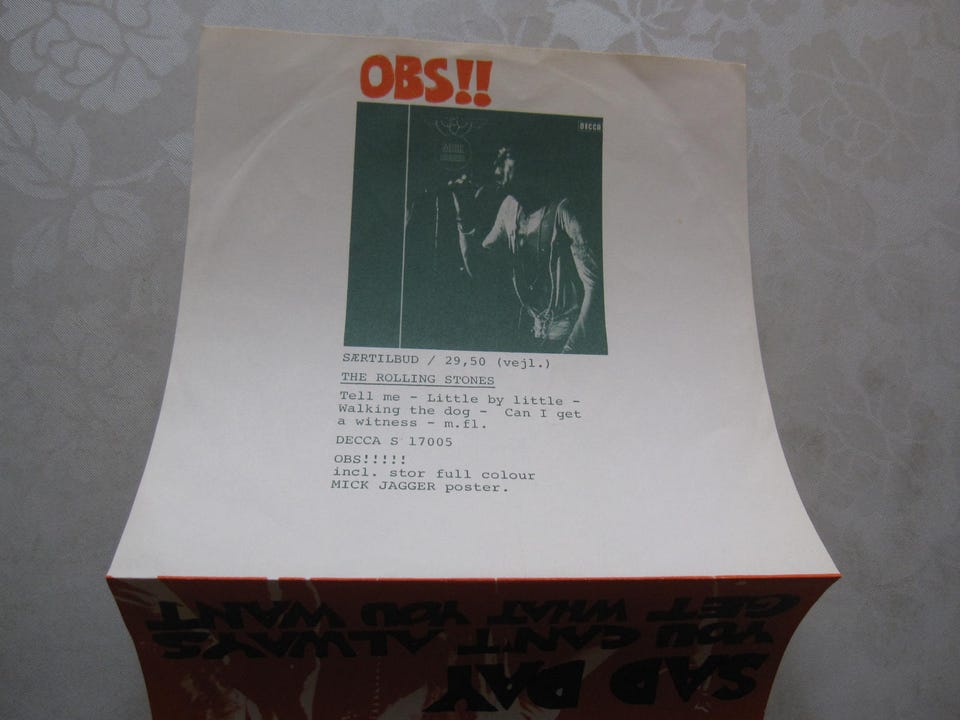 OBS!!
DECCA
MICK
JAGGER
SÆRTILBUD / 29,50 (vejl.)
THE ROLLING STONES
Tell me - Little by little -
Walking the dog - Can I get
a witness - m.fl.
DECCA S 17005
OBS!!!!!
incl. stor full colour
MICK JAGGER poster.
SAD DAY
YOU CAN'T ALWAYS
GET WHAT YOU WANT